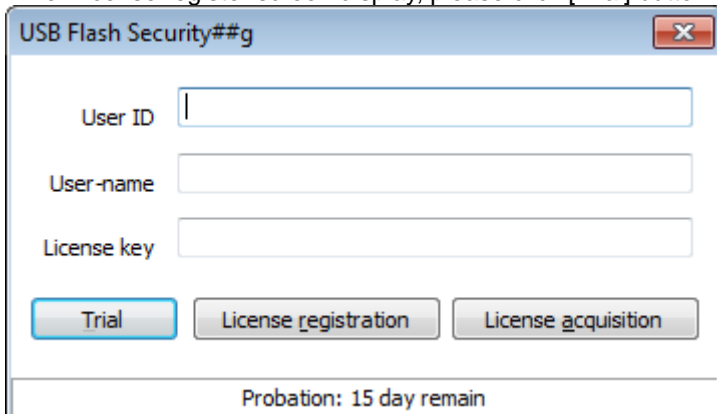 USB Flash Security##g
User ID
User-name
License key
Trial License registration License acquisition
Probation: 15 day remain